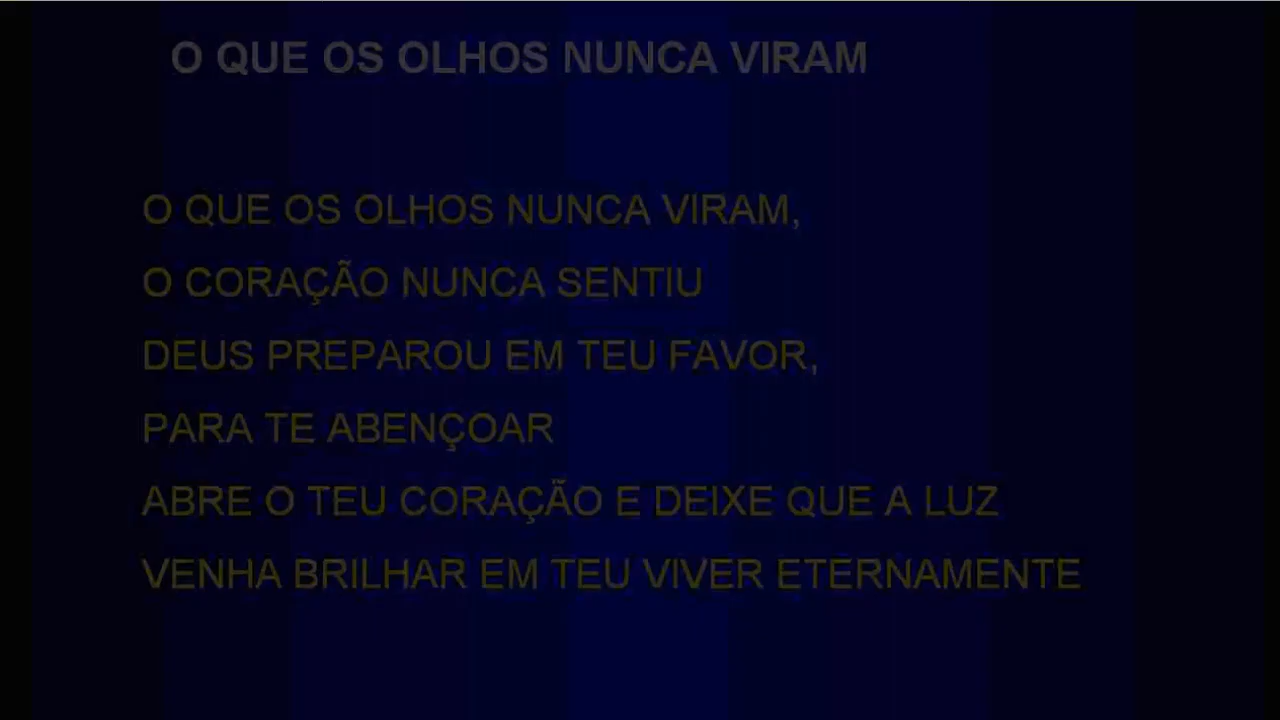 O QUE OS OLHOS NUNCA VIRAM
O QUE OS OLHOS NUNCA VIRAM,
O CORAÇÃO NUNCA SENTIU
DEUS PREPAROU EM TEU FAVOR,
PARA TE ABENÇOAR
ABRE O TEU CORAÇÃO E DEIXE QUE A LUZ
VENHA BRILHAR EM TEU VIVER ETERNAMENTE